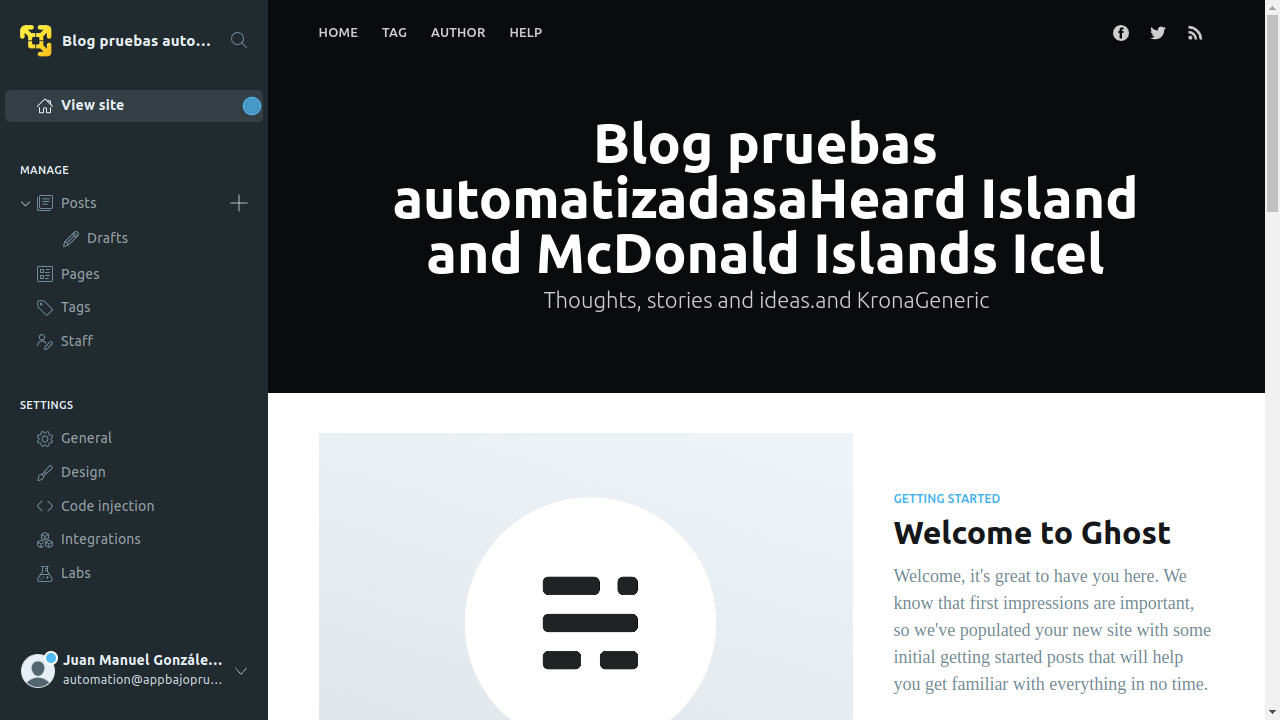 Blog pruebas auto...
View site
MANAGE
Posts
Drafts
Pages
Tags
Staff
SETTINGS
General
Design
Code injection
Integrations
Labs
Juan Manuel Gonzále...
automation@appbajopru...
HOME TAG AUTHOR HELP
Blog pruebas
automatizadasaHeard Island
and McDonald Islands Icel
Thoughts, stories and ideas.and KronaGeneric
GETTING STARTED
Welcome to Ghost
Welcome, it's great to have you here. We
know that first impressions are important,
so we've populated your new site with some
initial getting started posts that will help
you get familiar with everything in no time.